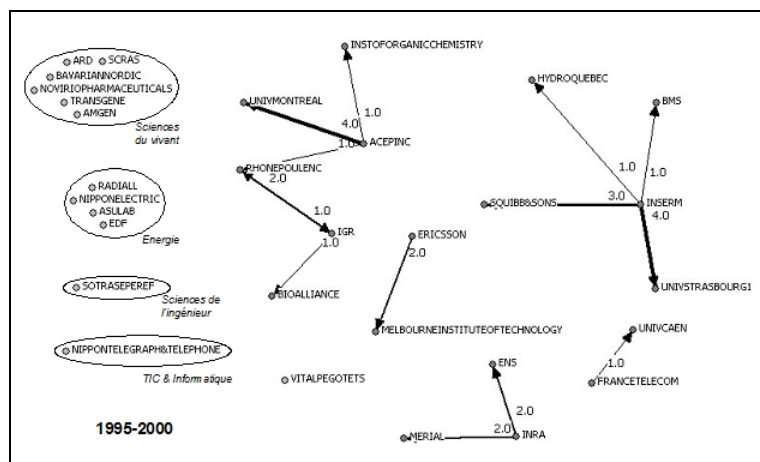 INSTOFORGANICCHEMISTRY
ARD SCRAS
BAVARIANNORDIC
NOVIRIOPHARMACEUTICALS
TRANSGENE
AMGEN
Sciences
du vivant
HYDROQUEBEC
UNIVMONTREAL
BMS
1.0
4.0
1.0
ACEPINC
RHONEPOULENC
2.0
1.0
1.0
RADIALL
NIPPONELECTRIC
ASULAB
EDF
Energie
SQUIBB&SONS
3.0
INSERM
4.0
1.0
IGR
1.0
ERICSSON
2.0
SOTRASEPEREF
Sciences de
l'ingénieur
BIOALLIANCE
UNIVSTRASBOURG1
MELBOURNEINSTITUTEOFTECHNOLOGY
UNIVCAEN
NIPPONTELEGRAPH&TELEPHONE
TIC & Informatique
ENS
1.0
VITALPEGOTETS
FRANCETELECOM
2.0
1995-2000
MERIAL
2.0
INRA